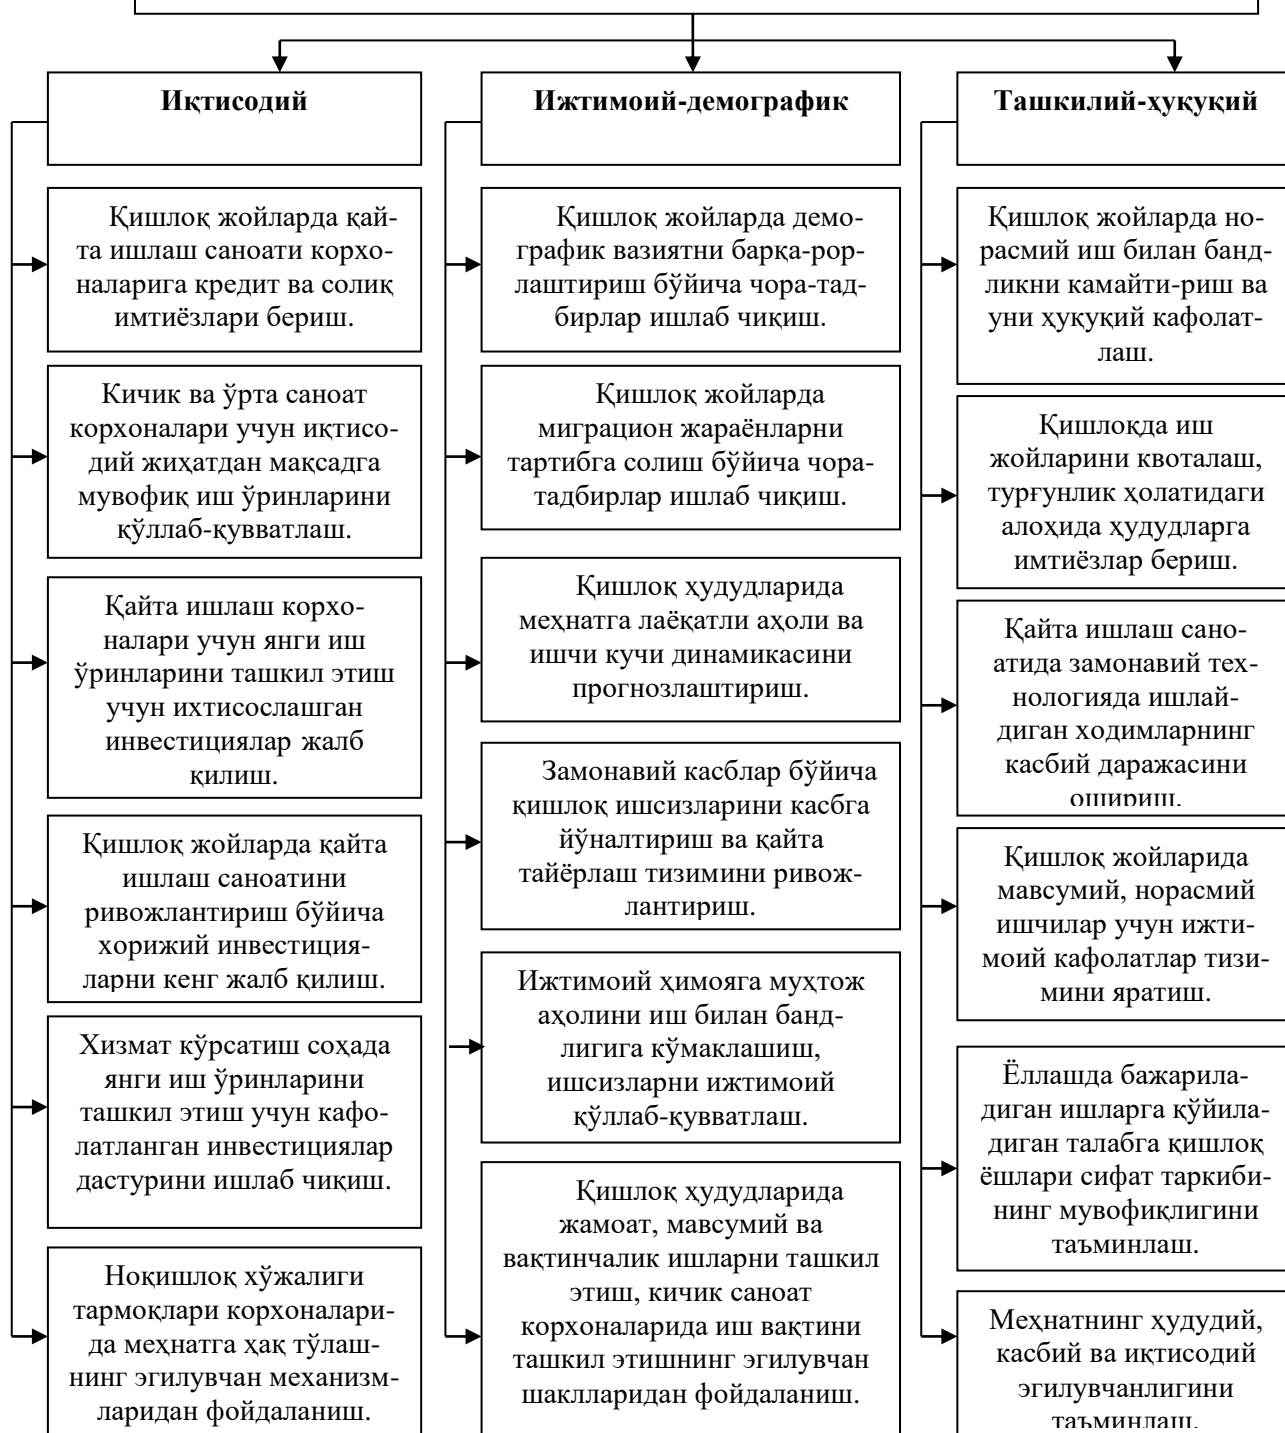 Иқтисодий
Қишлоқ жойларда қай-
та ишлаш саноати корхо-
наларига кредит ва солиқ
имтиёзлари бериш.
Кичик ва ўрта саноат
корхоналари учун иқтисо-
дий жиҳатдан мақсадга
мувофиқ иш ўринларини
қўллаб-қувватлаш.
Қайта ишлаш корхо-
налари учун янги иш
ўринларини ташкил этиш
учун ихтисослашган
инвестициялар жалб
қилиш.
Қишлоқ жойларда қайта
ишлаш саноатини
ривожлантириш бўйича
хорижий инвестиция-
ларни кенг жалб қилиш.
Хизмат кўрсатиш соҳада
янги иш ўринларини
ташкил этиш учун кафо-
латланган инвестициялар
дастурини ишлаб чиқиш.
Ноқишлоқ хўжалиги
тармоқлари корхоналари-
да меҳнатга ҳақ тўлаш-
нинг эгилувчан механизм-
ларидан фойдаланиш.
Ижтимоий-демографик
Қишлоқ жойларда демо-
график вазиятни барқа-рор-
лаштириш бўйича чора-тад-
бирлар ишлаб чиқиш.
Қишлоқ жойларда
миграцион жараёнларни
тартибга солиш бўйича чора-
тадбирлар ишлаб чиқиш.
Қишлоқ ҳудудларида
меҳнатга лаёқатли аҳоли ва
ишчи кучи динамикасини
прогнозлаштириш.
Замонавий касблар бўйича
қишлоқ ишсизларини касбга
йўналтириш ва қайта
тайёрлаш тизимини ривож-
лантириш.
Ижтимоий ҳимояга муҳтож
аҳолини иш билан банд-
лигига кўмаклашиш,
ишсизларни ижтимоий
қўллаб-қувватлаш.
Қишлоқ ҳудудларида
жамоат, мавсумий ва
вақтинчалик ишларни ташкил
этиш, кичик саноат
корхоналарида иш вақтини
ташкил этишнинг эгилувчан
шаклларидан фойдаланиш.
Ташкилий-ҳуқуқий
Қишлоқ жойларда но-
расмий иш билан банд-
ликни камайти-риш ва
уни ҳуқуқий кафолат-
лаш.
Қишлоқда иш
жойларини квоталаш,
турғунлик ҳолатидаги
алоҳида ҳудудларга
имтиёзлар бериш.
Қайта ишлаш сано-
атида замонавий тех-
нологияда ишлай-
диган ходимларнинг
касбий даражасини
ошириш.
Қишлоқ жойларида
мавсумий, норасмий
ишчилар учун ижти-
моий кафолатлар тизи-
мини яратиш.
Ёллашда бажарила-
диган ишларга қўйила-
диган талабга қишлоқ
ёшлари сифат таркиби-
нинг мувофиқлигини
таъминлаш.
Меҳнатнинг ҳудудий,
касбий ва иқтисодий
эгилувчанлигини
таъминлаш.